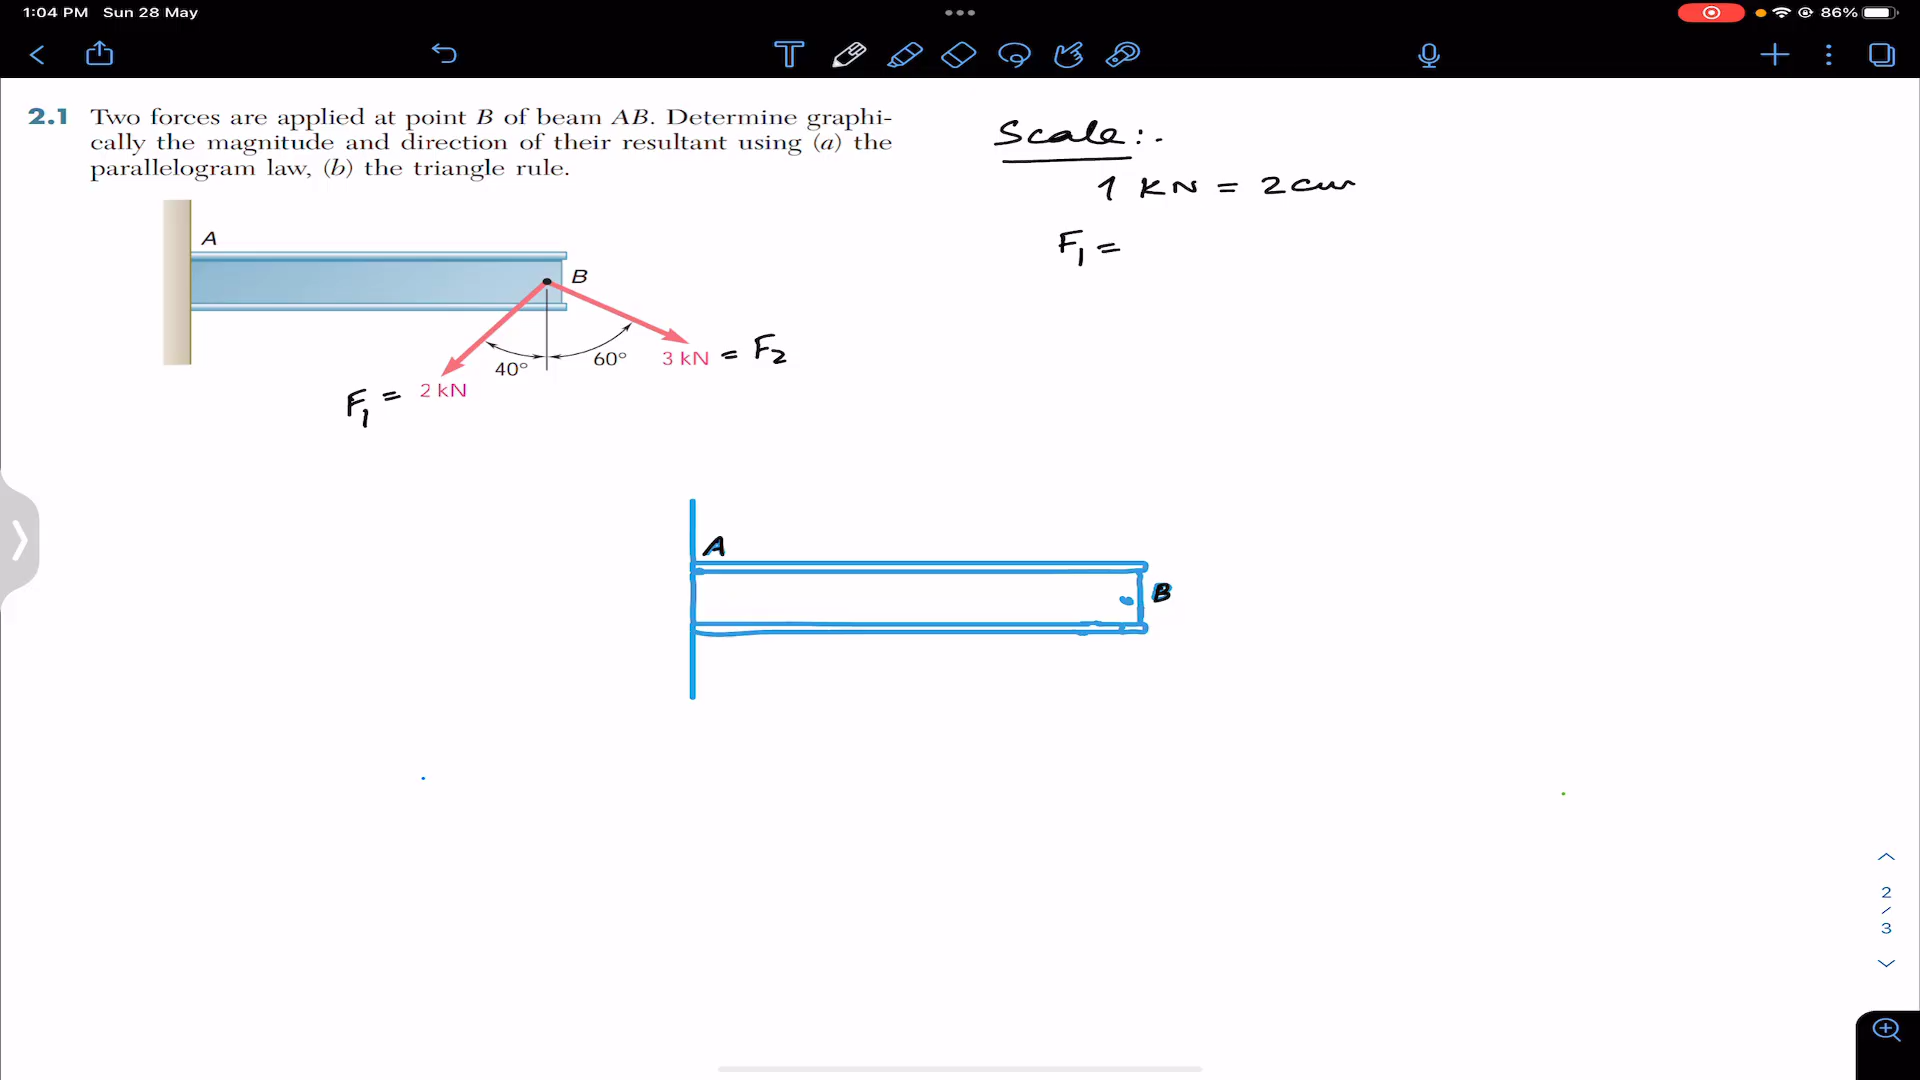 1:04 PM Sun 28 May
86%
2.1 Two forces are applied at point B of beam AB. Determine graphi-
cally the magnitude and direction of their resultant using (a) the
parallelogram law, (b) the triangle rule.
Scale:-
1 KN = 2cm
F1 =
A
B
40°
60°
3 kN = F2
F1 = 2 kN
A
B
2
/
3